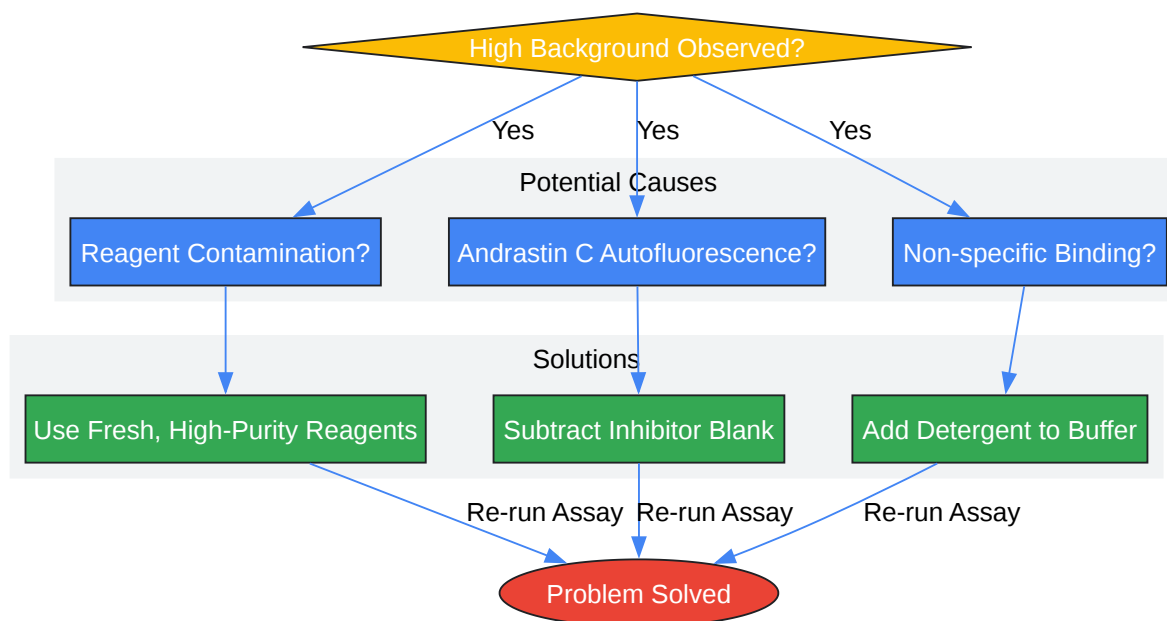 High Background Observed?
Yes
Yes
Yes
Potential Causes
Reagent Contamination?
Andrastin C Autofluorescence?
Non-specific Binding?
Solutions
Use Fresh, High-Purity Reagents
Subtract Inhibitor Blank
Add Detergent to Buffer
Re-run Assay
Re-run Assay
Re-run Assay
Problem Solved